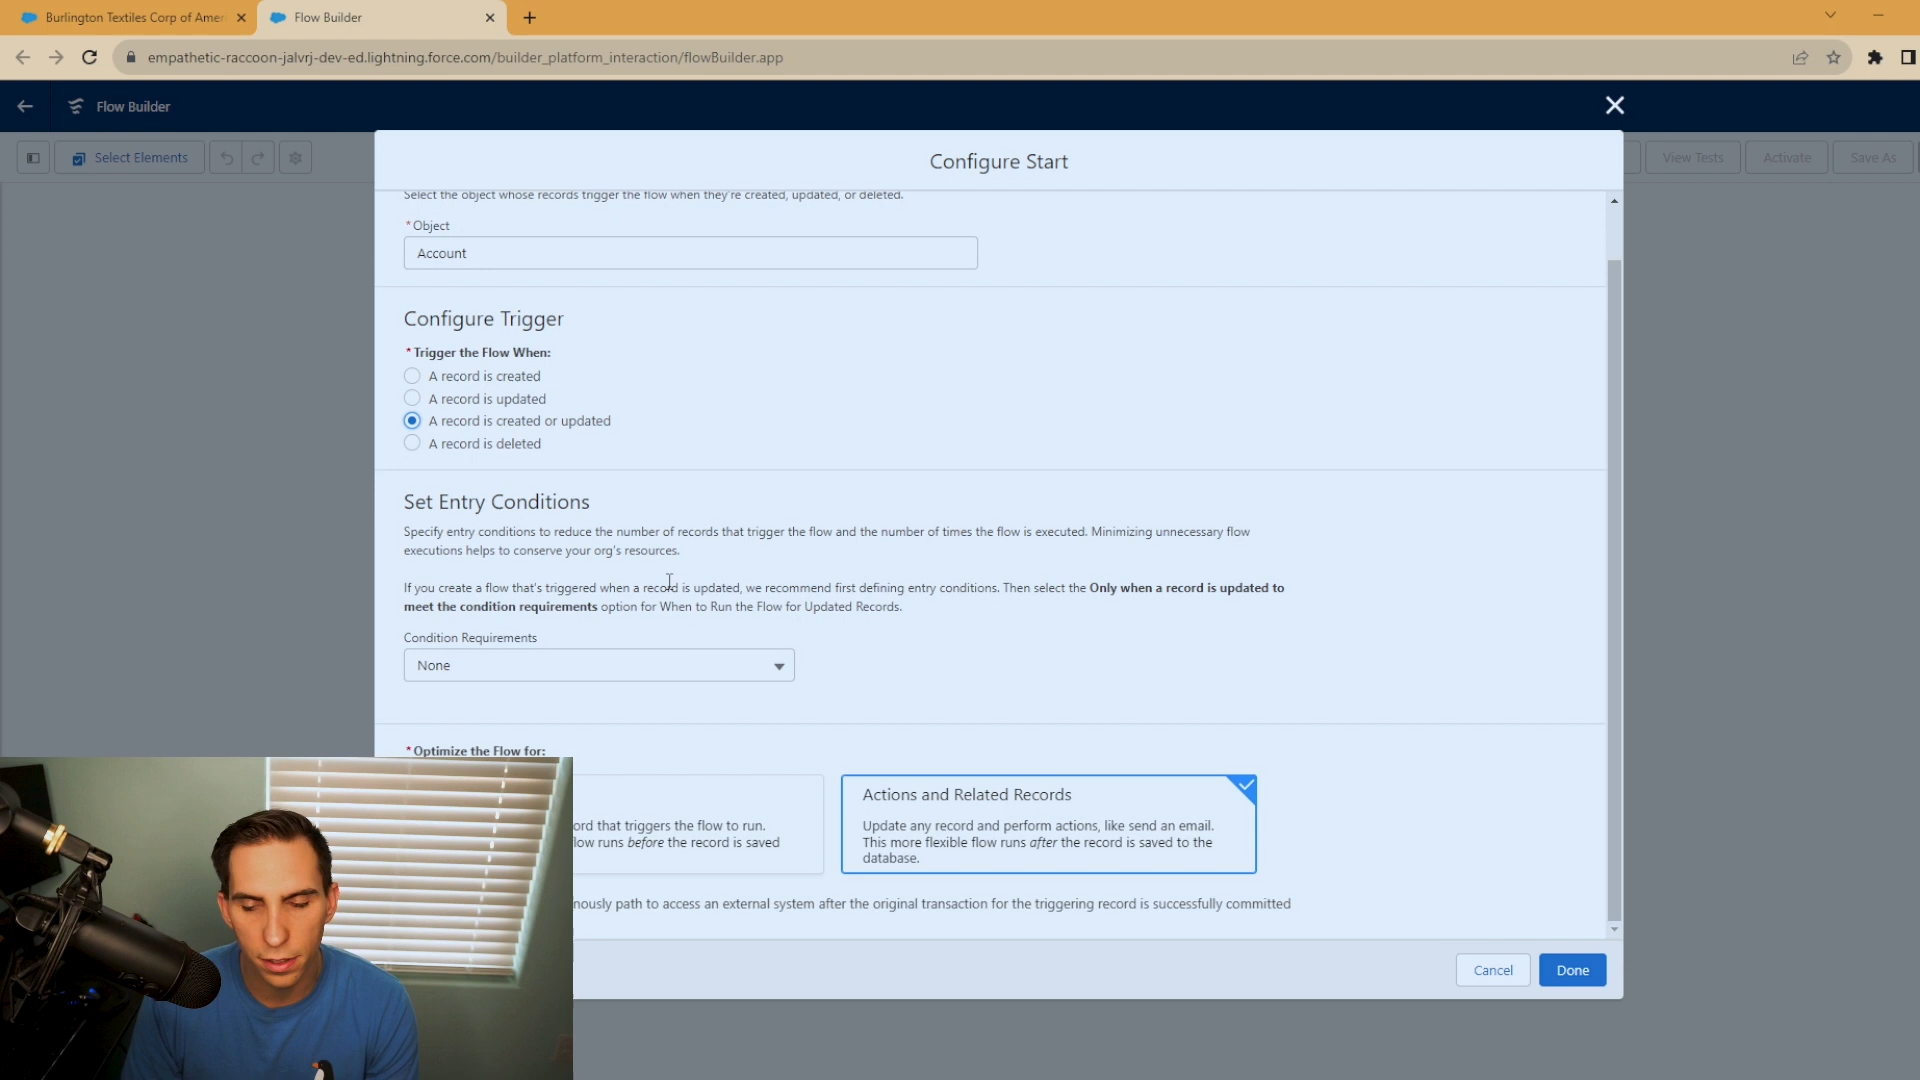 Burlington Textiles Corp of Amer
Flow Builder
empathetic-raccoon-jalvrj-dev-ed.lightning.force.com/builder_platform_interaction/flowBuilder.app
Flow Builder
Select Elements
View Tests
Activate
Save As
Configure Start
Select the object whose records trigger the flow when they're created, updated, or deleted.
*Object
Account
Configure Trigger
*Trigger the Flow When:
A record is created
A record is updated
A record is created or updated
A record is deleted
Set Entry Conditions
Specify entry conditions to reduce the number of records that trigger the flow and the number of times the flow is executed. Minimizing unnecessary flow
executions helps to conserve your org's resources.
If you create a flow that's triggered when a record is updated, we recommend first defining entry conditions. Then select the Only when a record is updated to
meet the condition requirements option for When to Run the Flow for Updated Records.
Condition Requirements
None
*Optimize the Flow for:
ord that triggers the flow to run.
low runs before the record is saved
Actions and Related Records
Update any record and perform actions, like send an email.
This more flexible flow runs after the record is saved to the
database.
nously path to access an external system after the original transaction for the triggering record is successfully committed
Cancel
Done